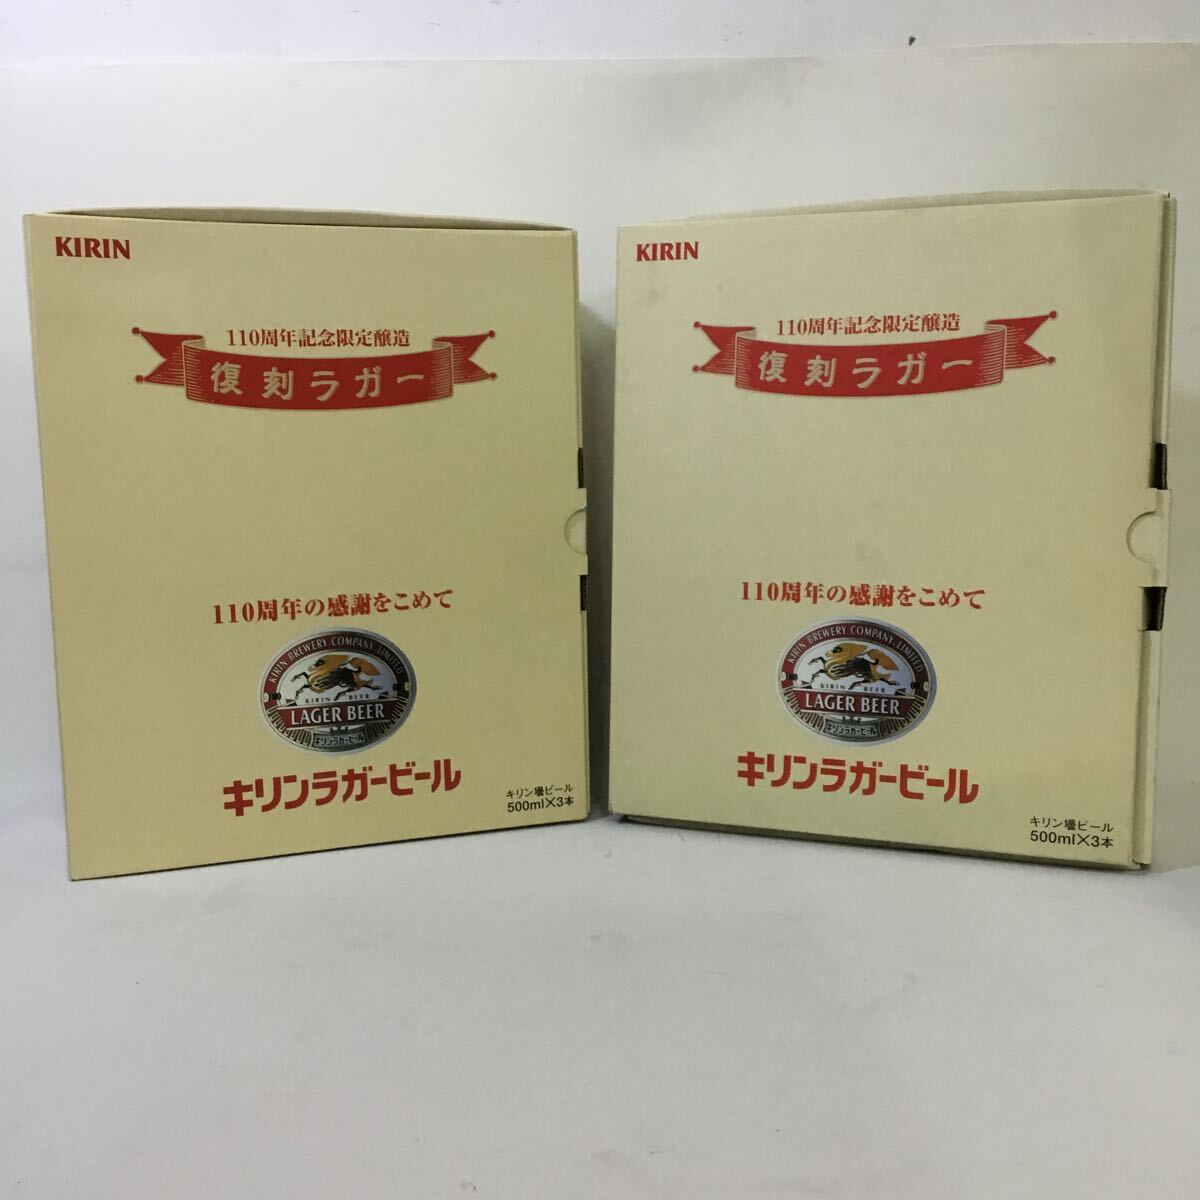 KIRIN
110周年記念限定醸造
復刻ラガー
110周年の感謝をこめて
KIRIN BREWERY COMPANY, LIMITED
KIRIN BEER
LAGER BEER
キリンラガービール
キリンラガービール
キリン壜ビール
500ml×3本
KIRIN
110周年記念限定醸造
復刻ラガー
110周年の感謝をこめて
KIRIN BREWERY COMPANY, LIMITED
KIRIN BEER
LAGER BEER
キリンラガービール
キリンラガービール
キリン壜ビール
500ml×3本